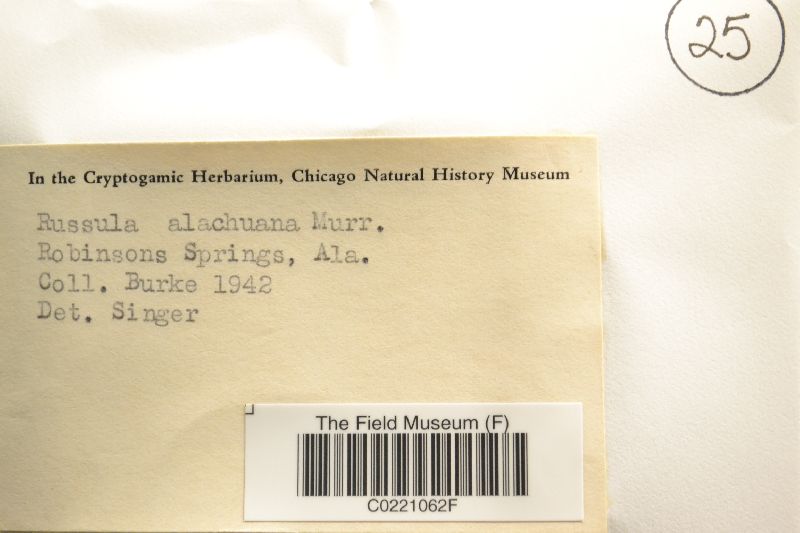 25
In the Cryptogamic Herbarium, Chicago Natural History Museum
Russula alachuana Murr.
Robinsons Springs, Ala.
Coll. Burke 1942
Det. Singer
The Field Museum (F)
C0221062F